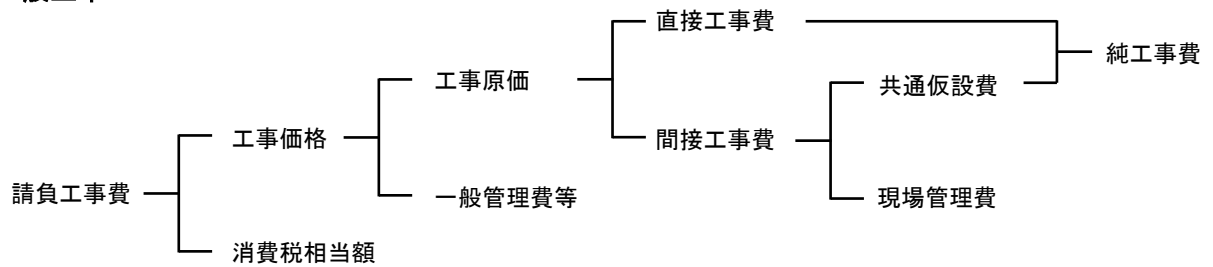 直接工事費
純工事費
工事原価
共通仮設費
工事価格
間接工事費
請負工事費
一般管理費等
現場管理費
消費税相当額